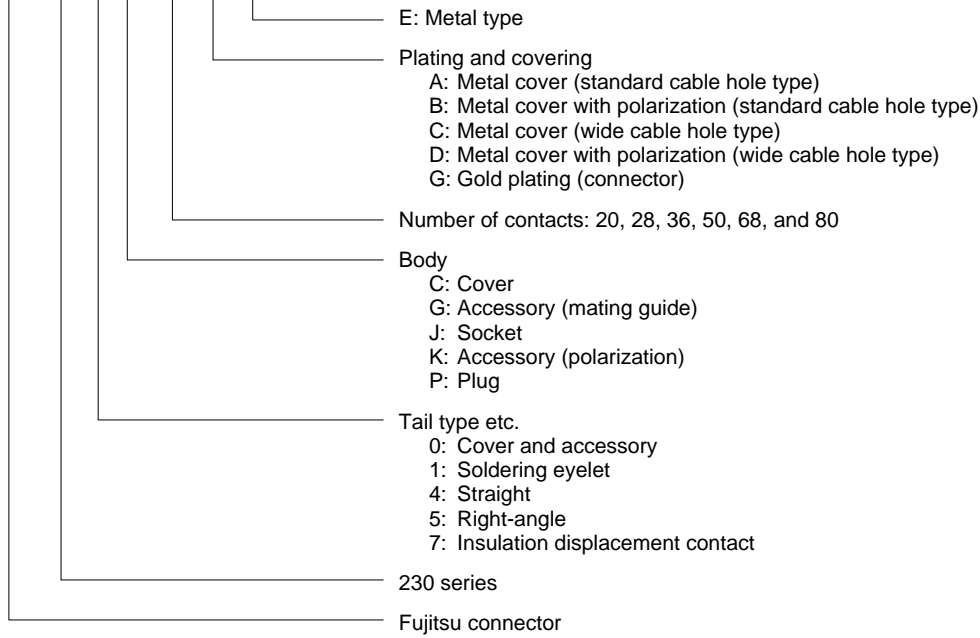 E: Metal type
Plating and covering
A: Metal cover (standard cable hole type)
B: Metal cover with polarization (standard cable hole type)
C: Metal cover (wide cable hole type)
D: Metal cover with polarization (wide cable hole type)
G: Gold plating (connector)
Number of contacts: 20, 28, 36, 50, 68, and 80
Body
C: Cover
G: Accessory (mating guide)
J: Socket
K: Accessory (polarization)
P: Plug
Tail type etc.
0: Cover and accessory
1: Soldering eyelet
4: Straight
5: Right-angle
7: Insulation displacement contact
230 series
Fujitsu connector